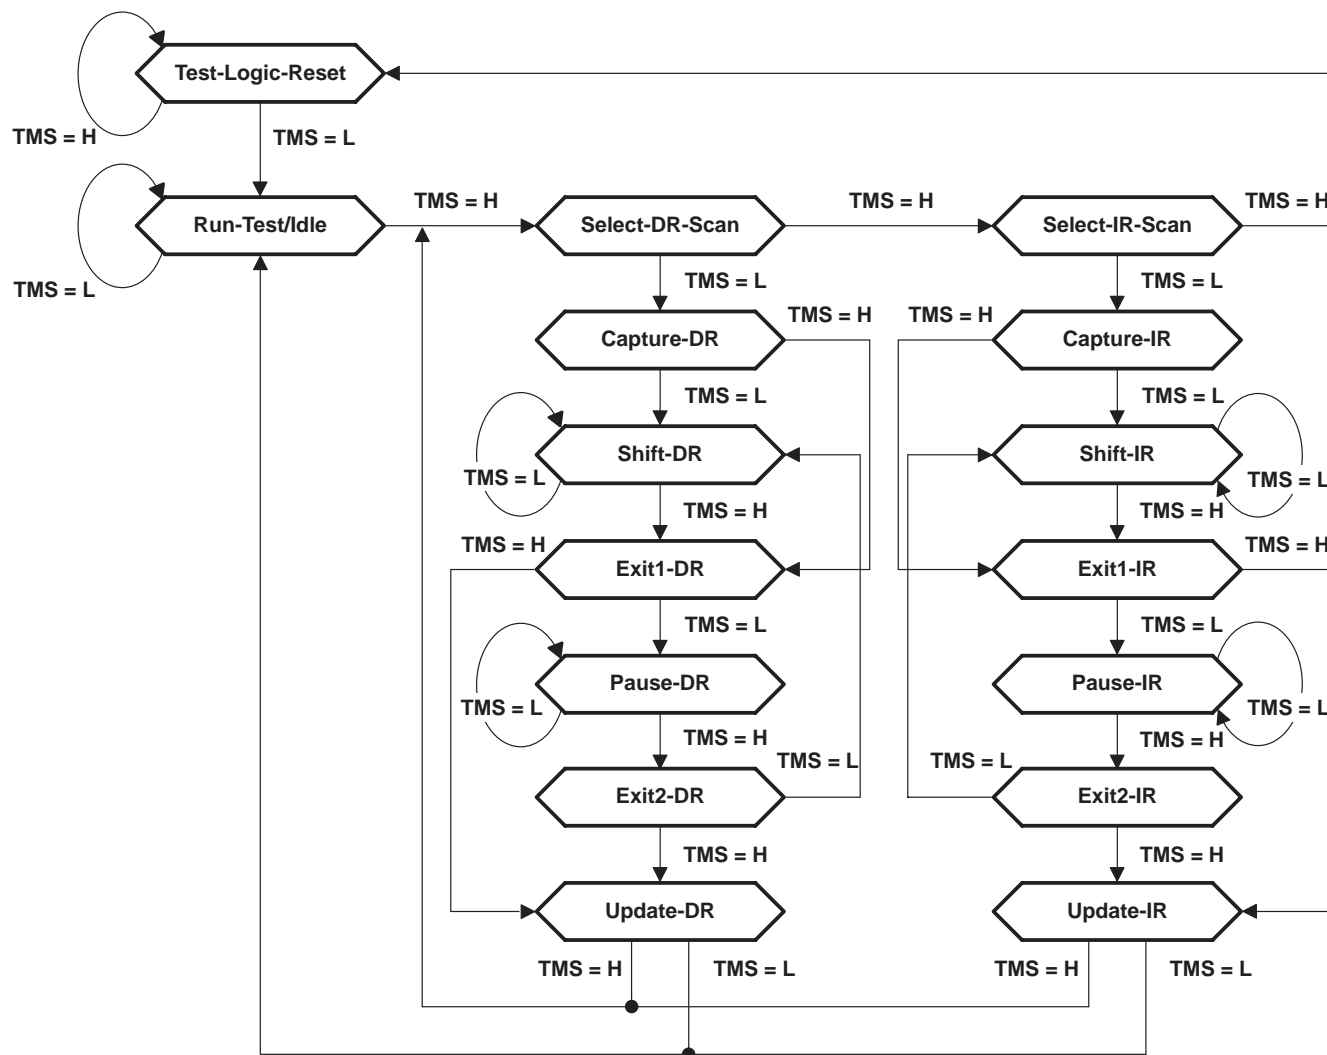 Test-Logic-Reset
TMS = H
TMS = L
TMS = H
TMS = H
TMS = H
Run-Test/Idle
Select-DR-Scan
Select-IR-Scan
TMS = L
TMS = L
TMS = L
TMS = H
TMS = H
Capture-DR
Capture-IR
TMS = L
TMS = L
Shift-DR
Shift-IR
TMS = L
TMS = L
TMS = H
TMS = H
TMS = H
TMS = H
Exit1-DR
Exit1-IR
TMS = L
TMS = L
Pause-DR
Pause-IR
TMS = L
TMS = L
TMS = H
TMS = H
TMS = L
TMS = L
Exit2-DR
Exit2-IR
TMS = H
TMS = H
Update-DR
Update-IR
TMS = H
TMS = L
TMS = H
TMS = L